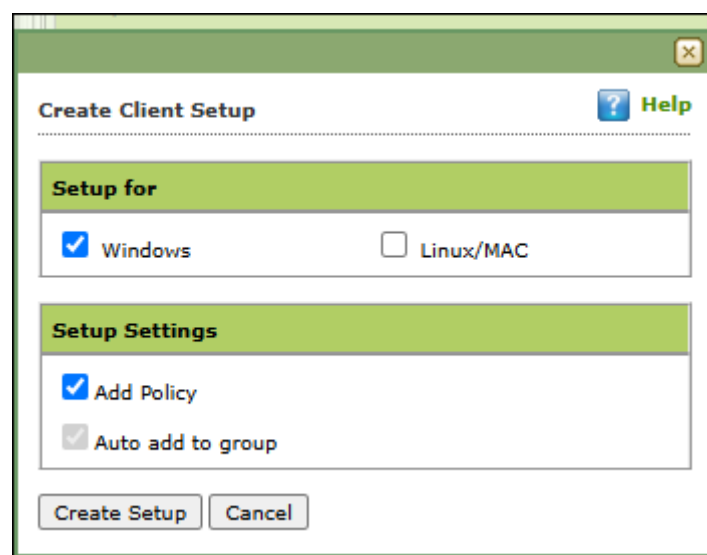 Create Client Setup
? Help
Setup for
Windows Linux/MAC
Setup Settings
Add Policy
Auto add to group
Create Setup Cancel